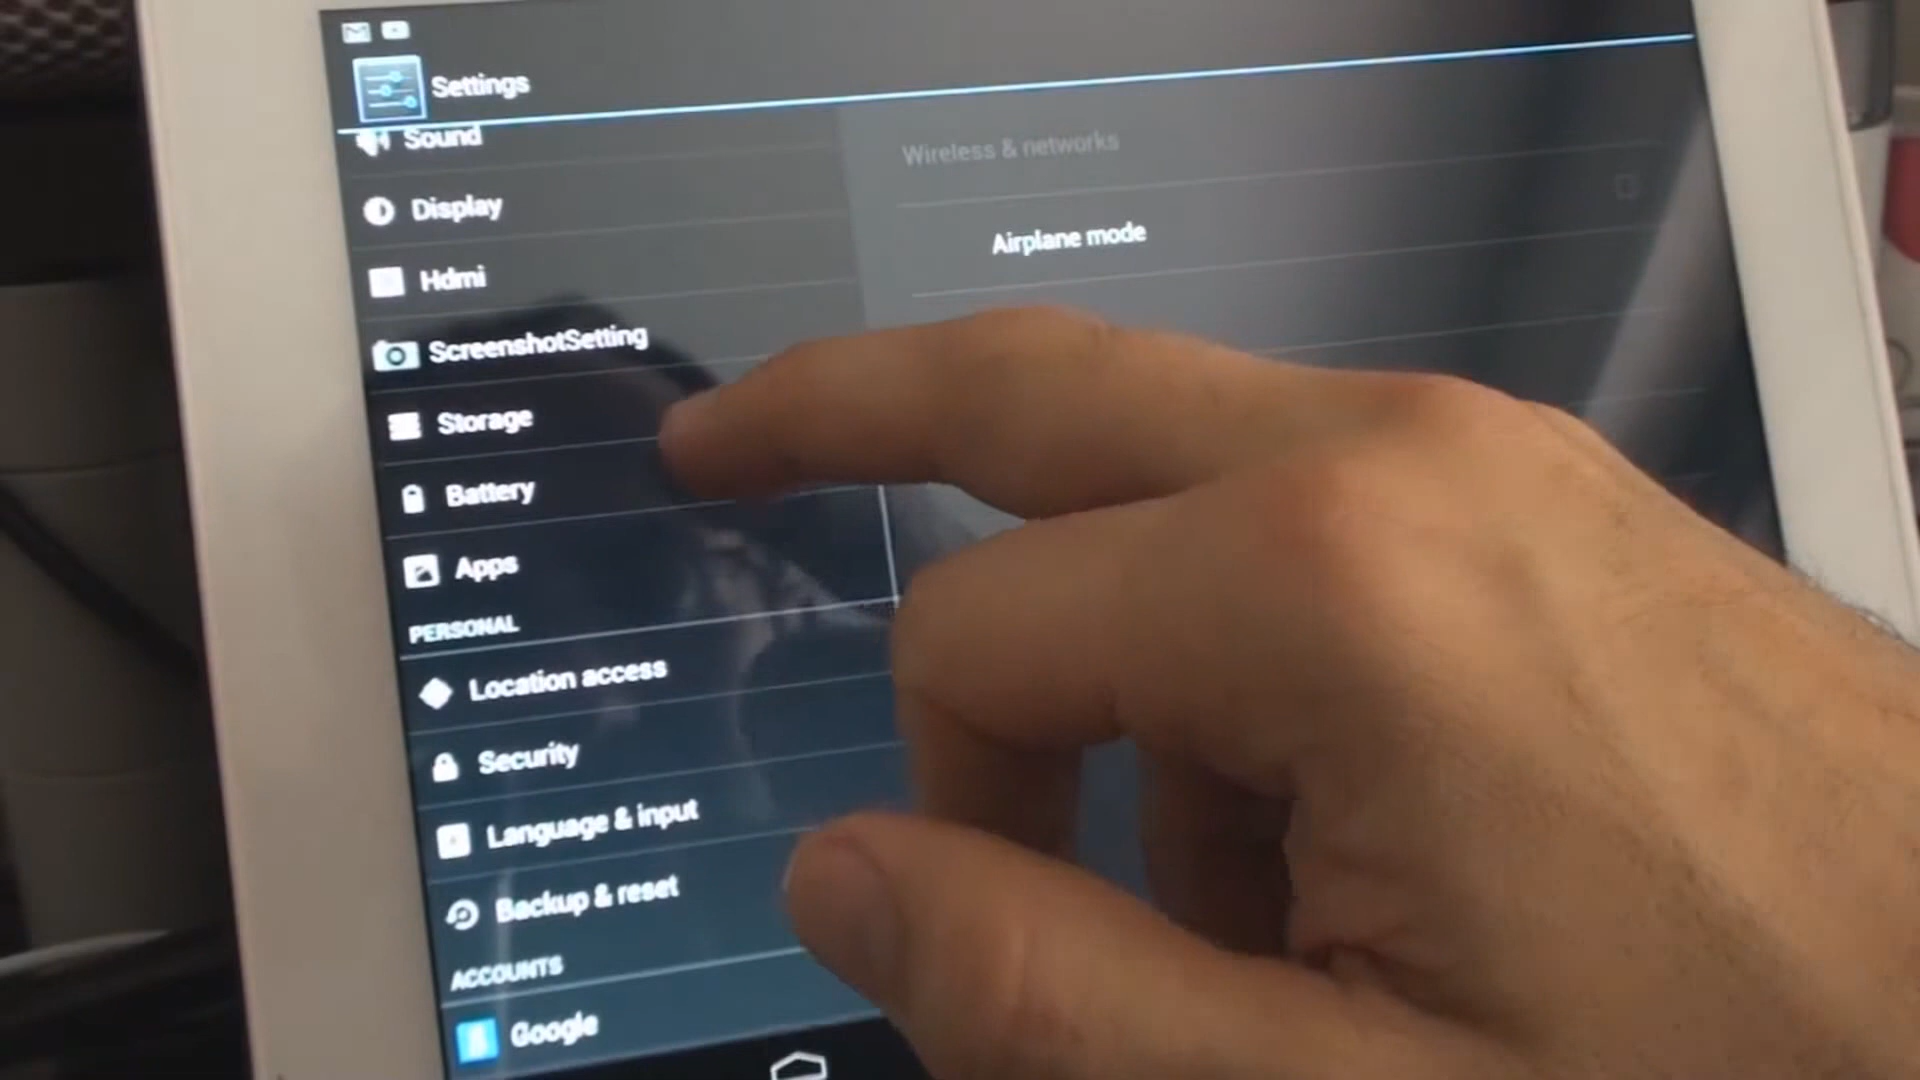 Settings
Sound
Display
Hdmi
ScreenshotSetting
Storage
Battery
Apps
PERSONAL
Location access
Security
Language & input
Backup & reset
ACCOUNTS
Google
Wireless & networks
Airplane mode